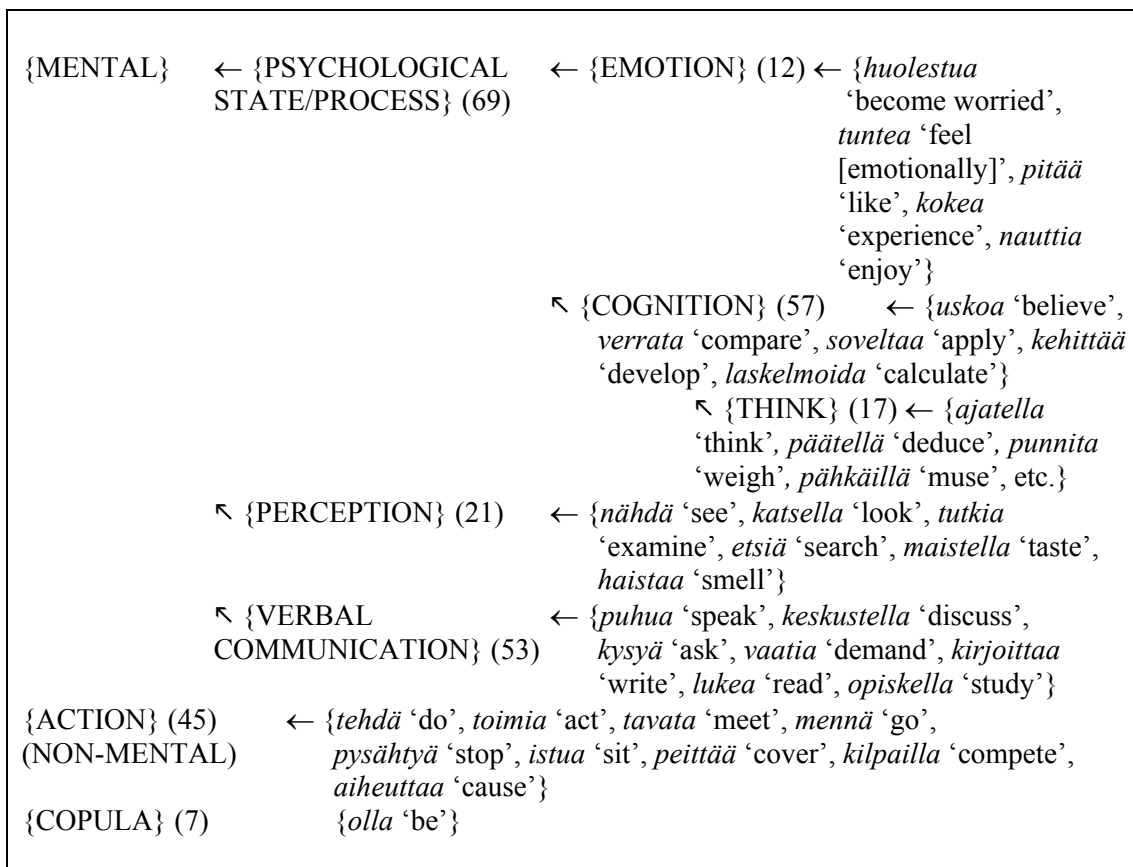 {MENTAL} ← {PSYCHOLOGICAL ← {EMOTION} (12) ← {huolestua
STATE/PROCESS} (69) ‘become worried’,
tuntea ‘feel
[emotionally]’, pitää
‘like’, kokea
‘experience’, nauttia
‘enjoy’}
↖ {COGNITION} (57) ← {uskoa ‘believe’,
verrata ‘compare’, soveltaa ‘apply’, kehittää
‘develop’, laskelmoida ‘calculate’}
↖ {THINK} (17) ← {ajatella
‘think’, päätellä ‘deduce’, punnita
‘weigh’, pähkäillä ‘muse’, etc.}
↖ {PERCEPTION} (21) ← {nähdä ‘see’, katsella ‘look’, tutkia
‘examine’, etsiä ‘search’, maistella ‘taste’,
haistaa ‘smell’}
↖ {VERBAL ← {puhua ‘speak’, keskustella ‘discuss’,
COMMUNICATION} (53) kysyä ‘ask’, vaatia ‘demand’, kirjoittaa
‘write’, lukea ‘read’, opiskella ‘study’}
{ACTION} (45) ← {tehdä ‘do’, toimia ‘act’, tavata ‘meet’, mennä ‘go’,
(NON-MENTAL) pysähtyä ‘stop’, istua ‘sit’, peittää ‘cover’, kilpailla ‘compete’,
aiheuttaa ‘cause’}
{COPULA} (7) {olla ‘be’}